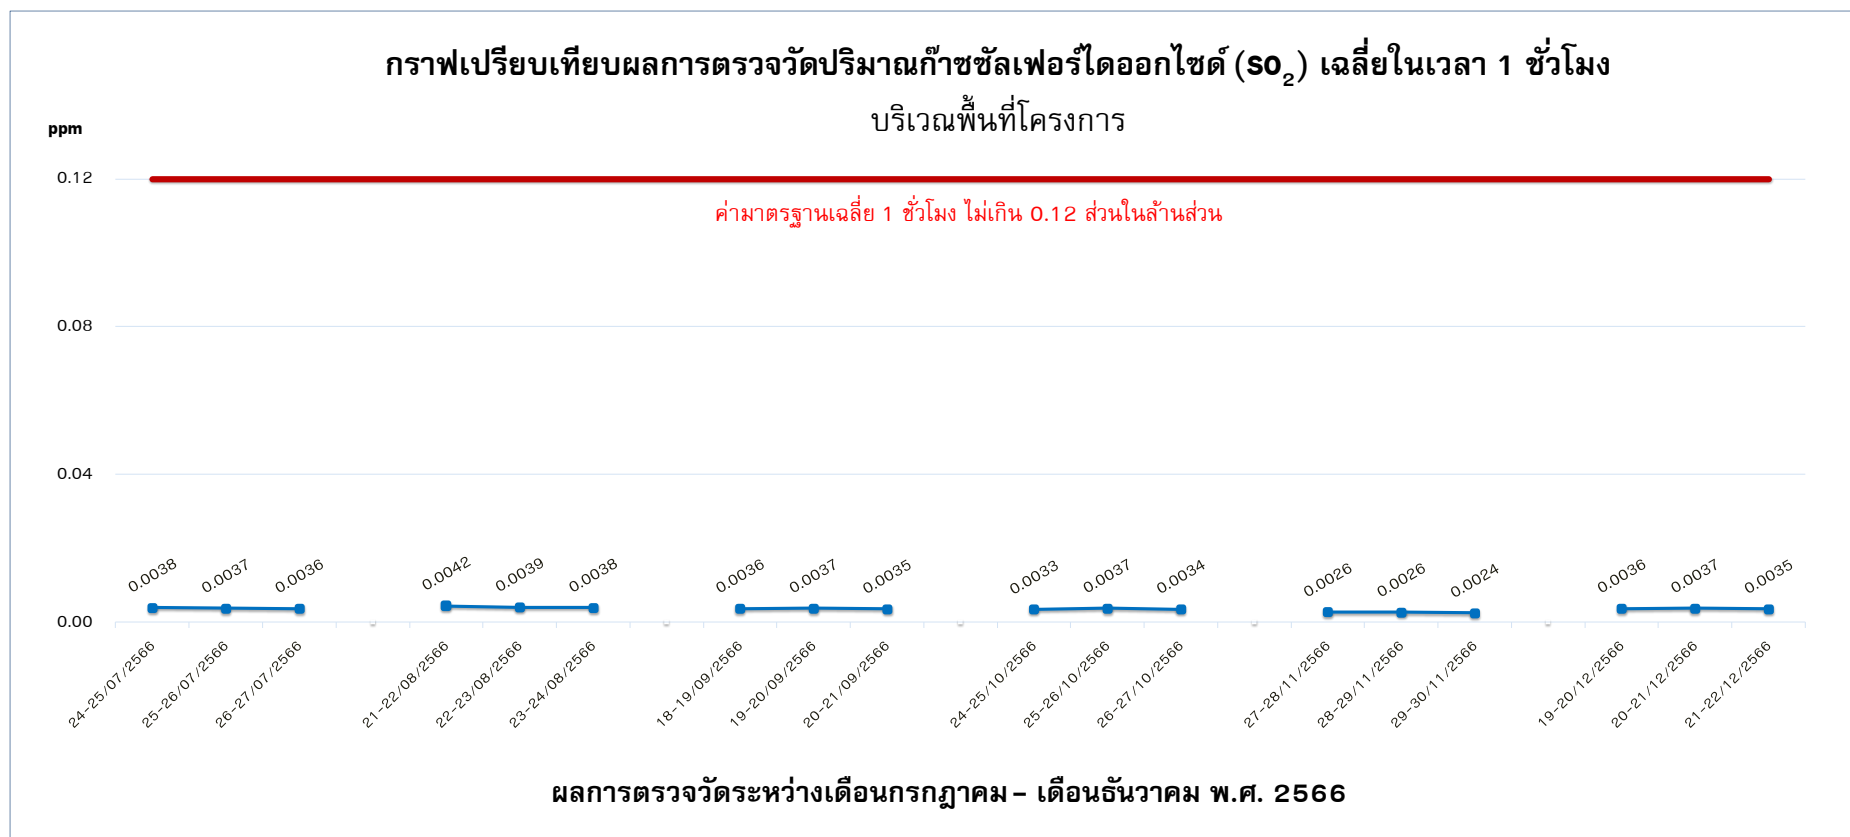 กราฟเปรียบเทียบผลการตรวจวัดปริมาณก๊าซซัลเฟอร์ไดออกไซด์ (SO₂) เฉลี่ยในเวลา 1 ชั่วโมง
บริเวณพื้นที่โครงการ
ppm
0.12
ค่ามาตรฐานเฉลี่ย 1 ชั่วโมง ไม่เกิน 0.12 ส่วนในล้านส่วน
0.08
0.04
0.0038 0.0037 0.0036 0.0042 0.0039 0.0038 0.0036 0.0037 0.0035 0.0033 0.0037 0.0034 0.0026 0.0026 0.0024 0.0036 0.0037 0.0035
0.00
24-25/07/2566 25-26/07/2566 26-27/07/2566 21-22/08/2566 22-23/08/2566 23-24/08/2566 18-19/09/2566 19-20/09/2566 20-21/09/2566 24-25/10/2566 25-26/10/2566 26-27/10/2566 27-28/11/2566 28-29/11/2566 29-30/11/2566 19-20/12/2566 20-21/12/2566 21-22/12/2566
ผลการตรวจวัดระหว่างเดือนกรกฎาคม – เดือนธันวาคม พ.ศ. 2566